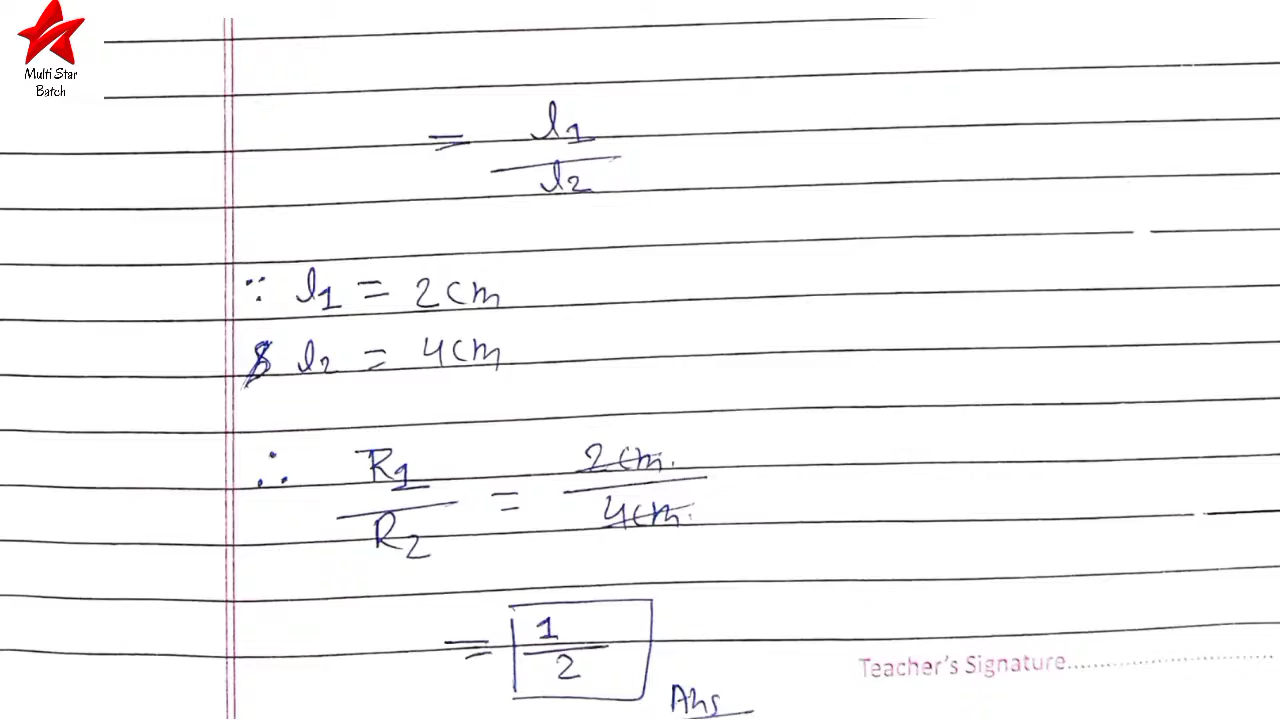 Multi Star
Batch
= l1
l2
∵ l1 = 2cm
& l2 = 4cm
∴ R1 = 2cm.
R2 4cm.
= 1
2
Ans
Teacher's Signature........................